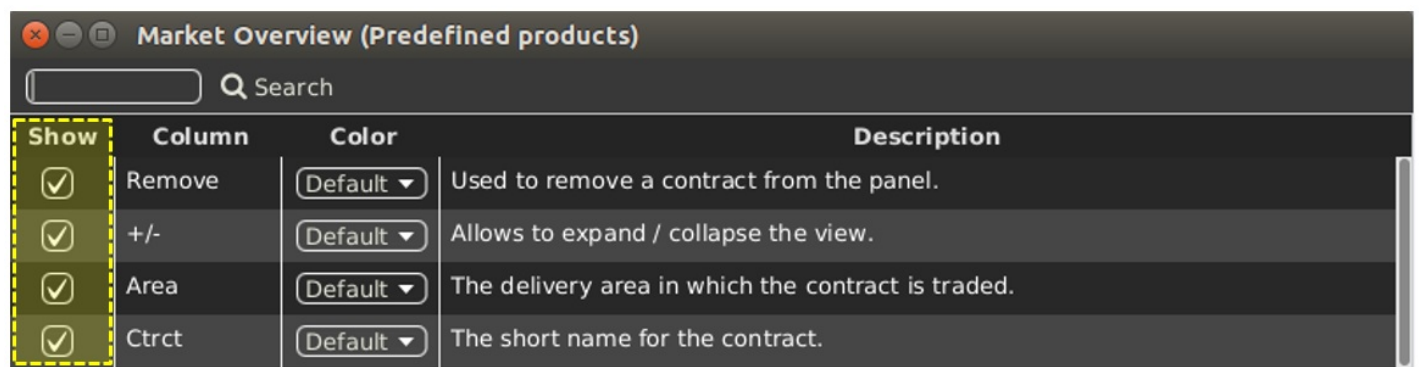 Market Overview (Predefined products)
Search
Show Column Color Description
Remove Default Used to remove a contract from the panel.
+/- Default Allows to expand / collapse the view.
Area Default The delivery area in which the contract is traded.
Ctrct Default The short name for the contract.